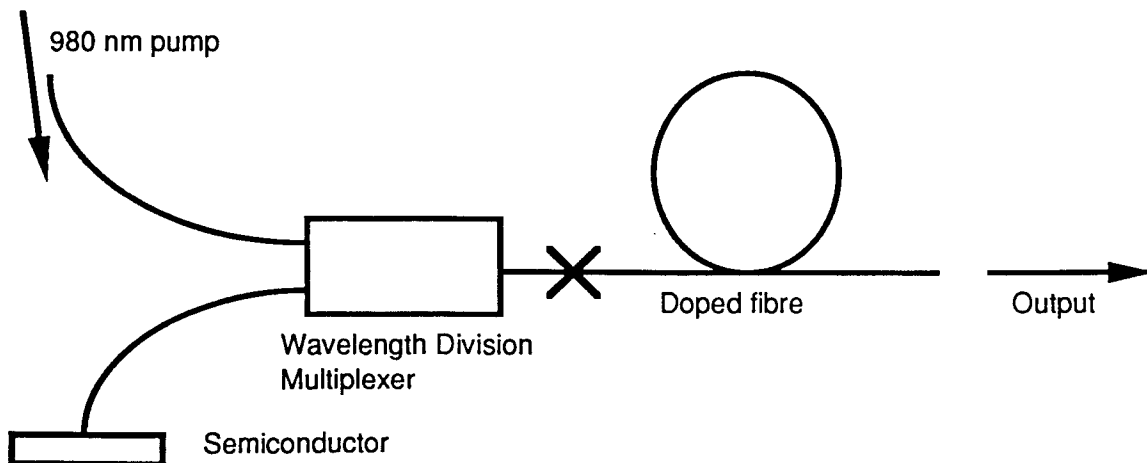 980 nm pump
Wavelength Division
Multiplexer
Doped fibre
Output
Semiconductor